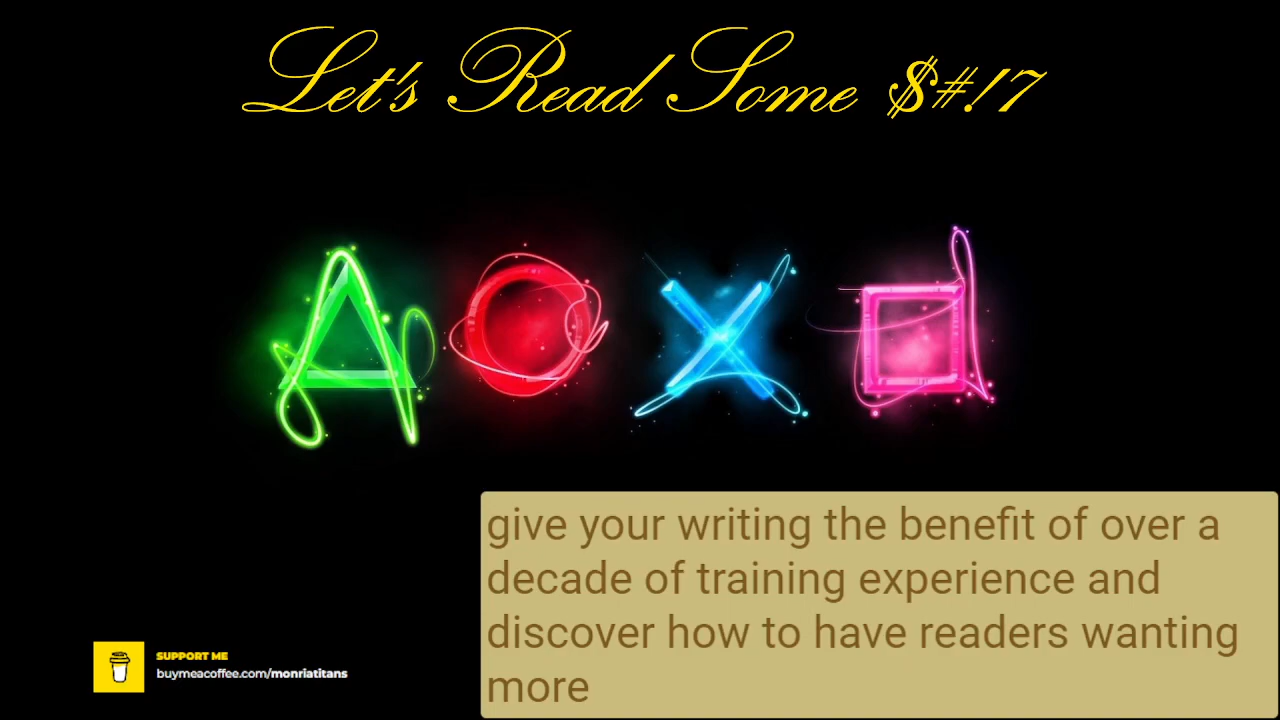 Let's Read Some $#!7
give your writing the benefit of over a
decade of training experience and
discover how to have readers wanting
more
SUPPORT ME
buymeacoffee.com/monriatitans